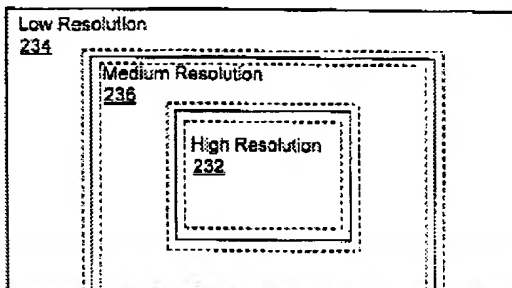 Low Resolution
234
Medium Resolution
236
High Resolution
232